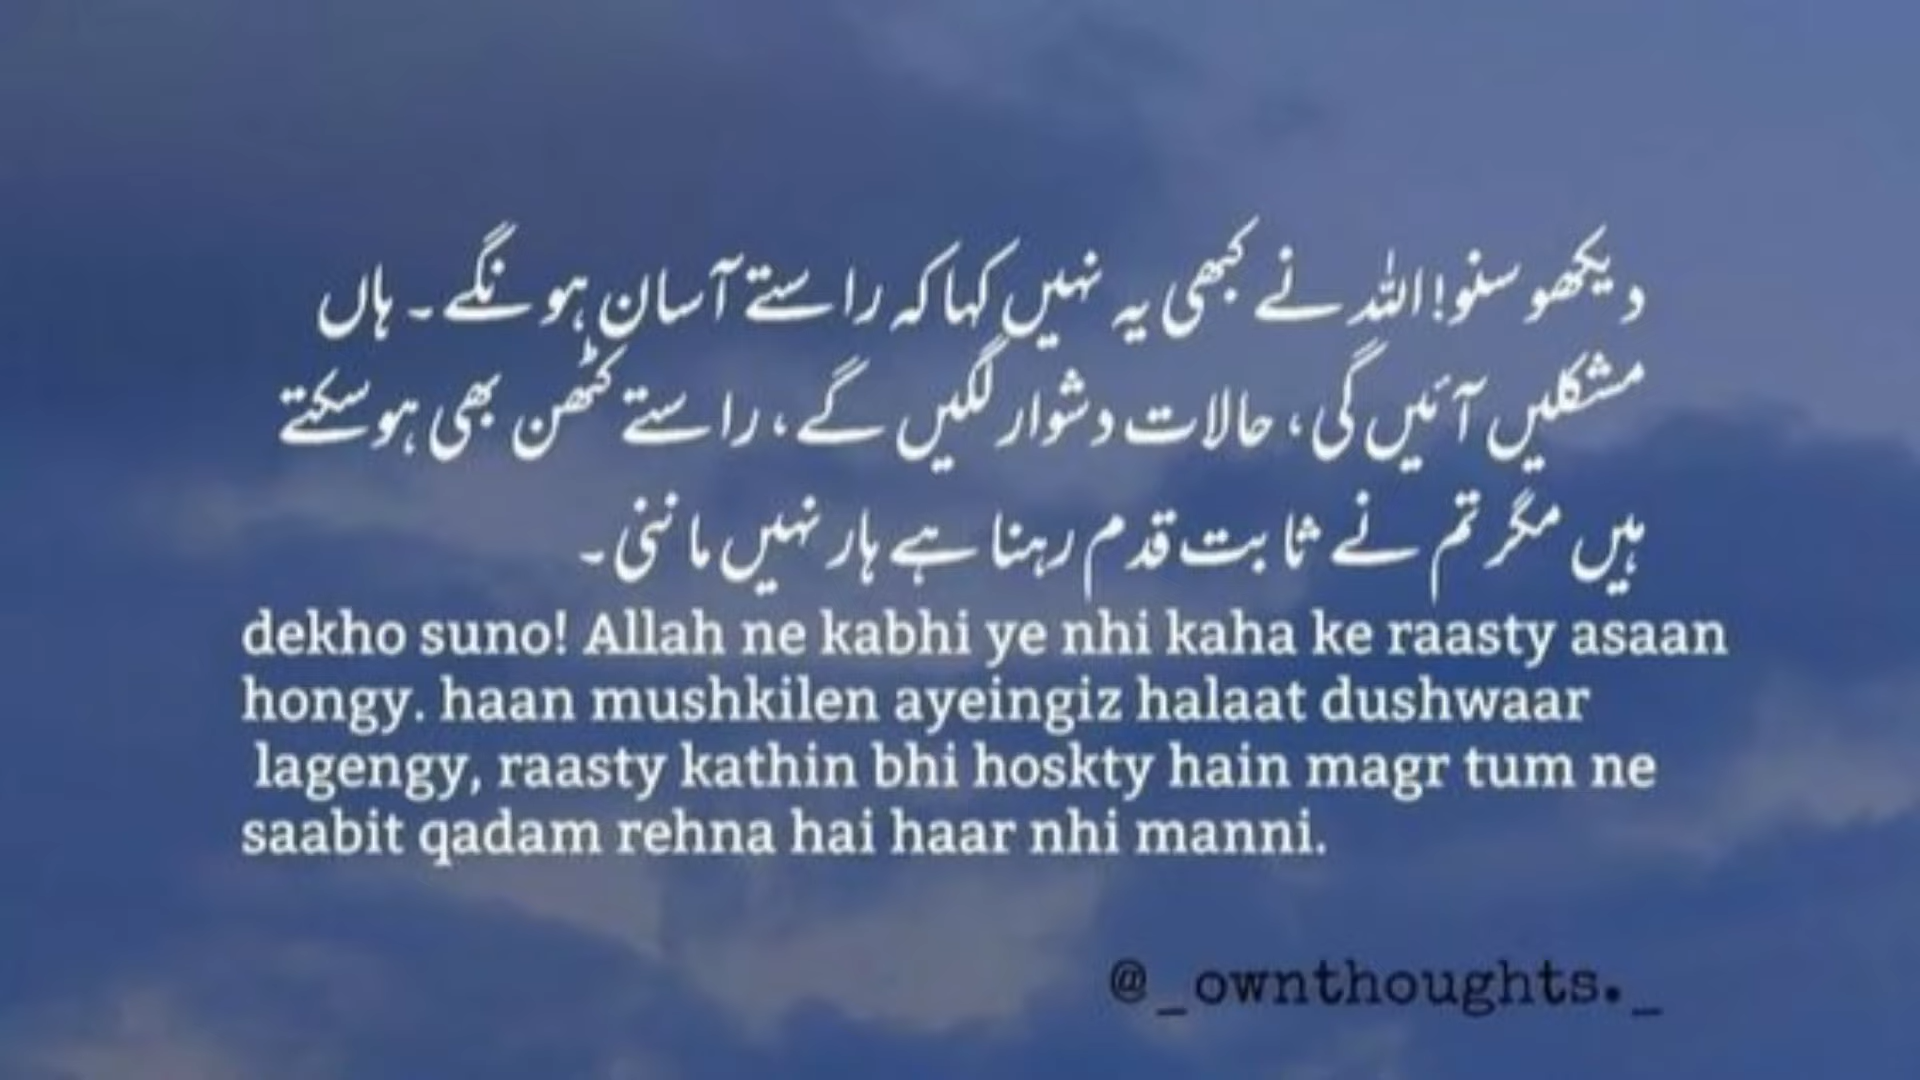 دیکھو سنو! اللہ نے کبھی یہ نہیں کہا کہ راستے آسان ہونگے۔ ہاں
مشکلیں آئیں گی، حالات دشوار لگیں گے، راستے کٹھن بھی ہوسکتے
ہیں مگر تم نے ثابت قدم رہنا ہے ہار نہیں ماننی۔
dekho suno! Allah ne kabhi ye nhi kaha ke raasty asaan
hongy. haan mushkilen ayeingiz halaat dushwaar
lagengy, raasty kathin bhi hoskty hain magr tum ne
saabit qadam rehna hai haar nhi manni.
@_ownthoughts._